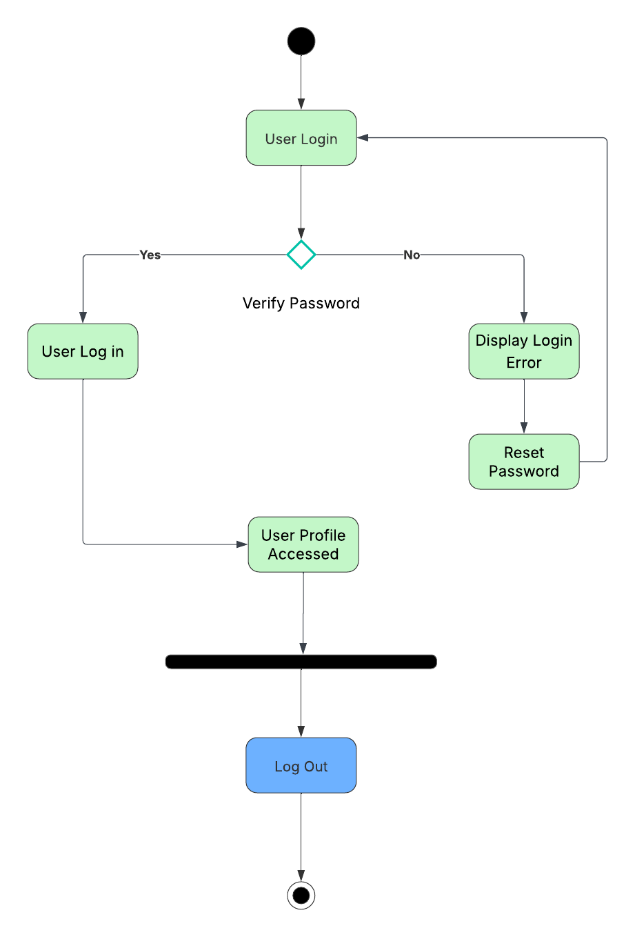 User Login
Yes
No
Verify Password
User Log in
Display Login
Error
Reset
Password
User Profile
Accessed
Log Out